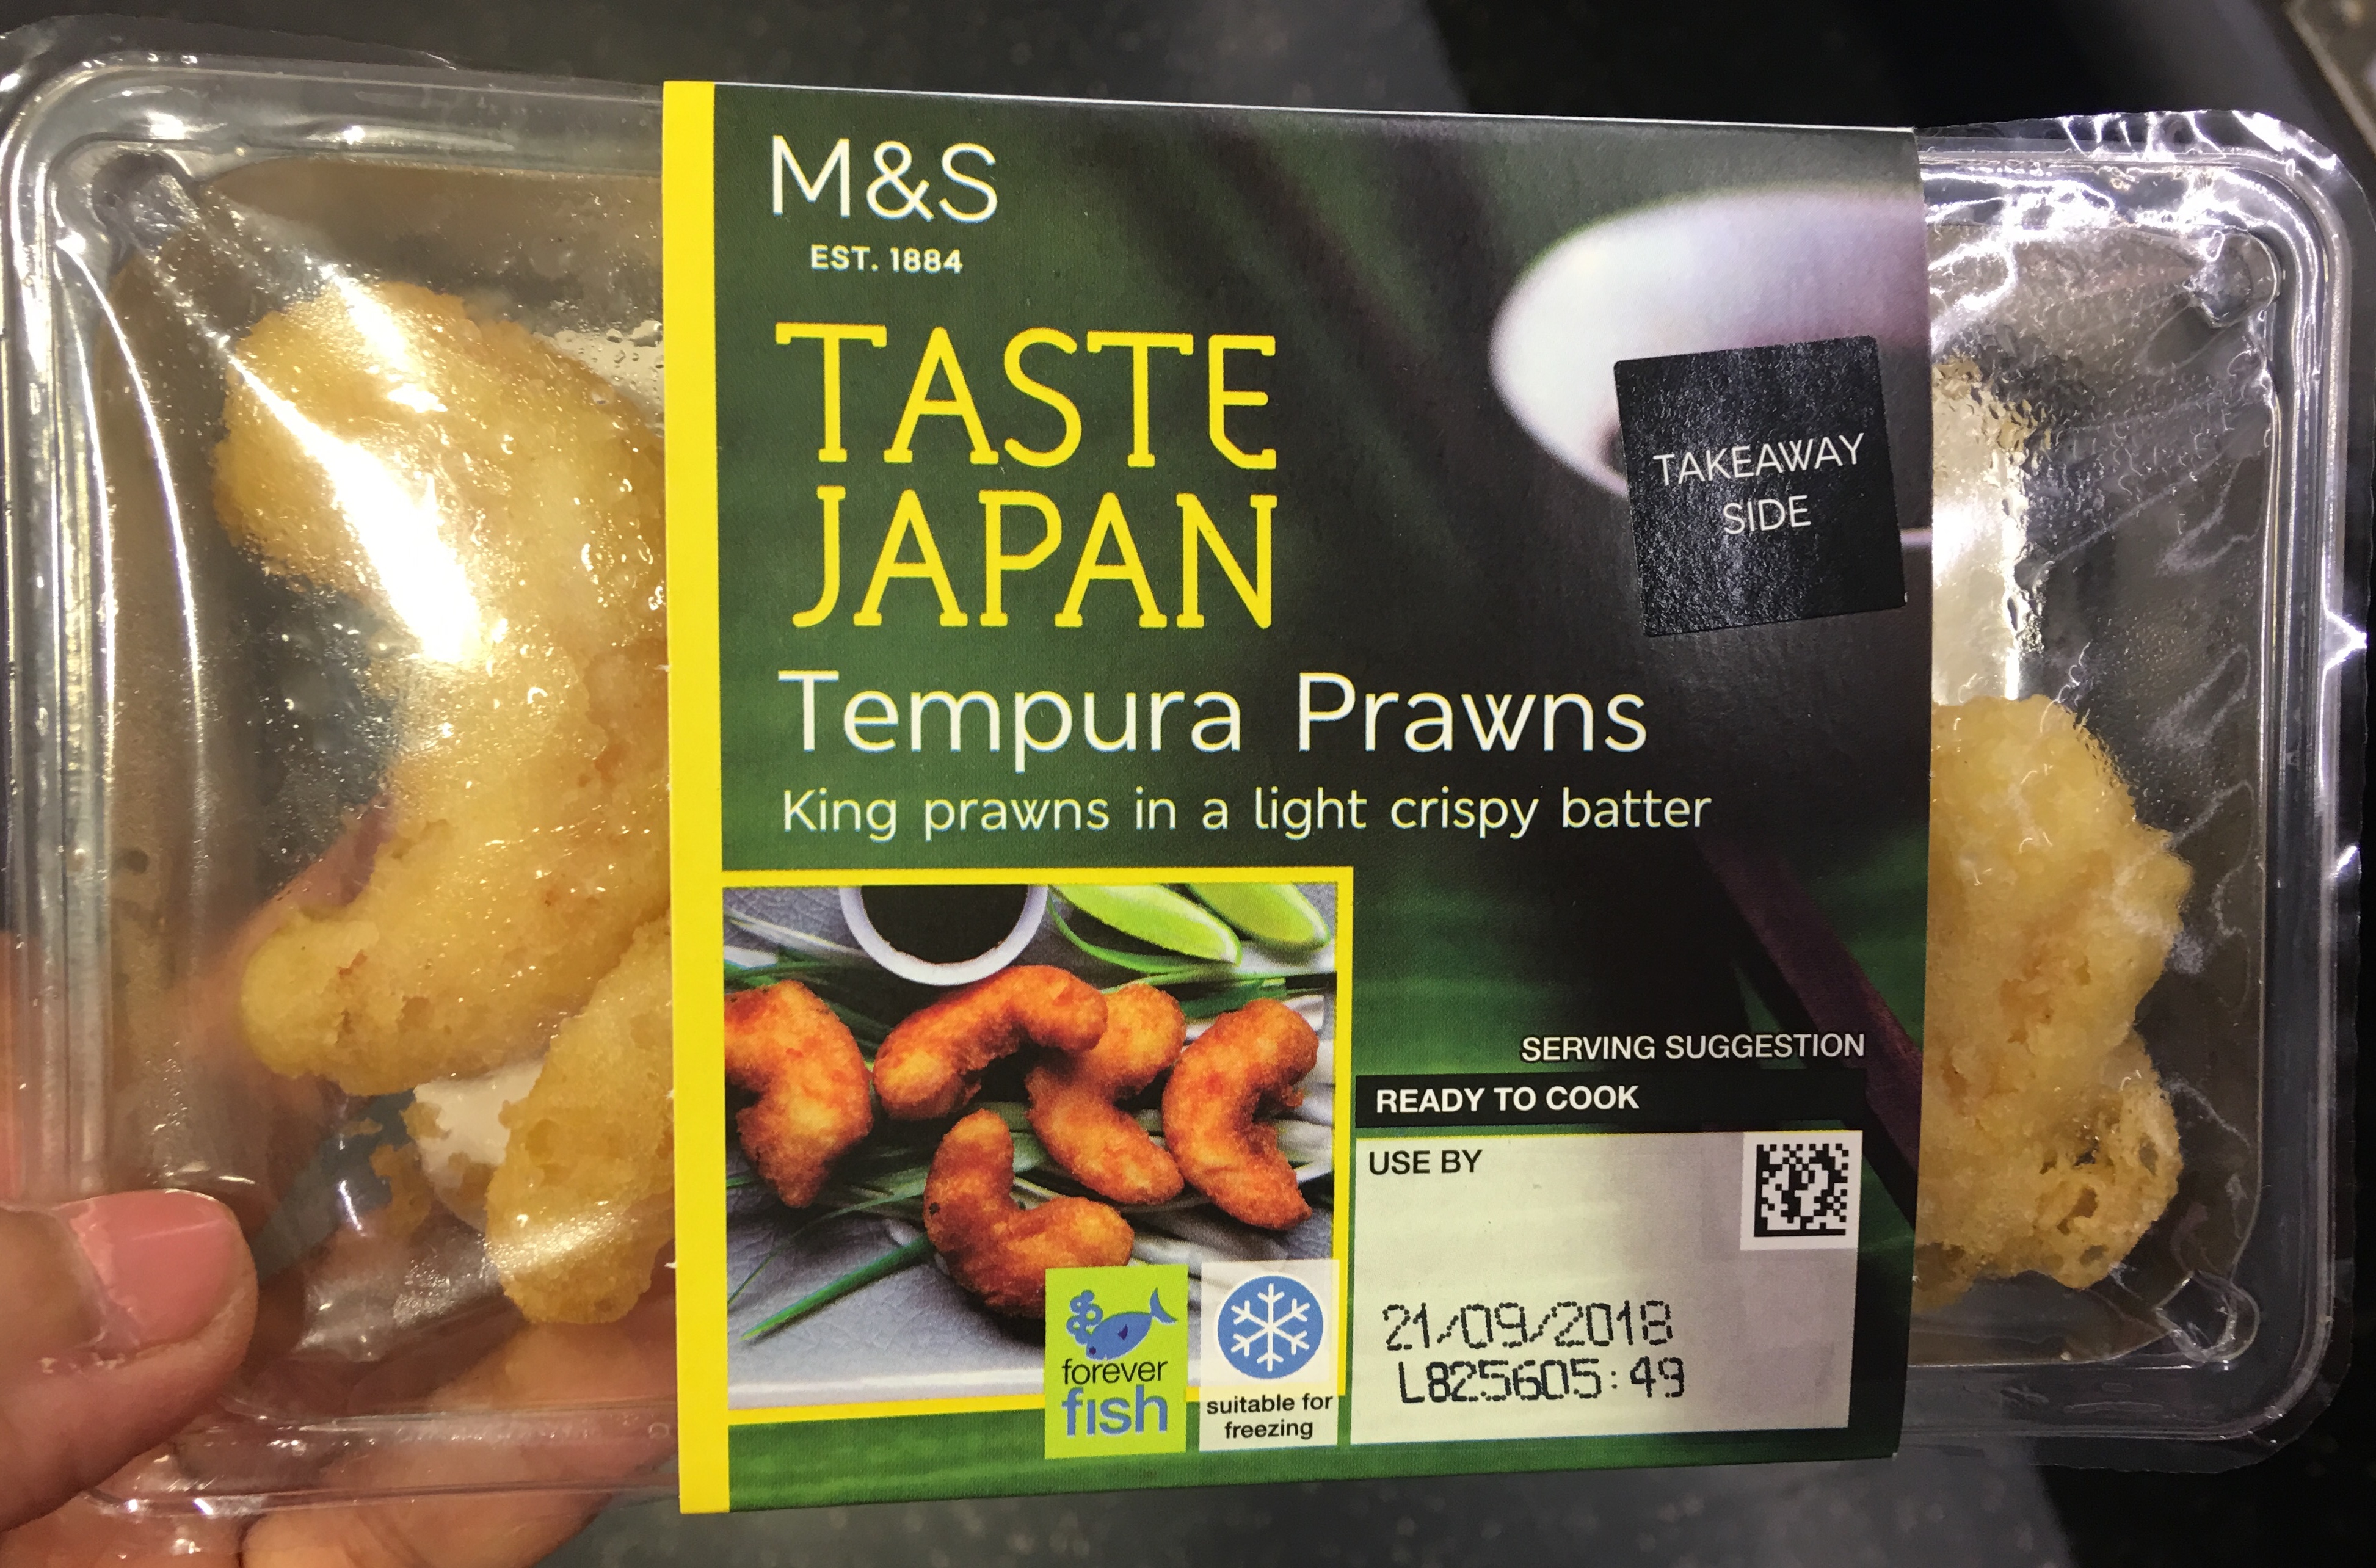 M&S
EST. 1884
TASTE
JAPAN
TAKEAWAY
SIDE
Tempura Prawns
King prawns in a light crispy batter
SERVING SUGGESTION
READY TO COOK
USE BY
21/09/2018
L825605:49
forever
fish
suitable for
freezing